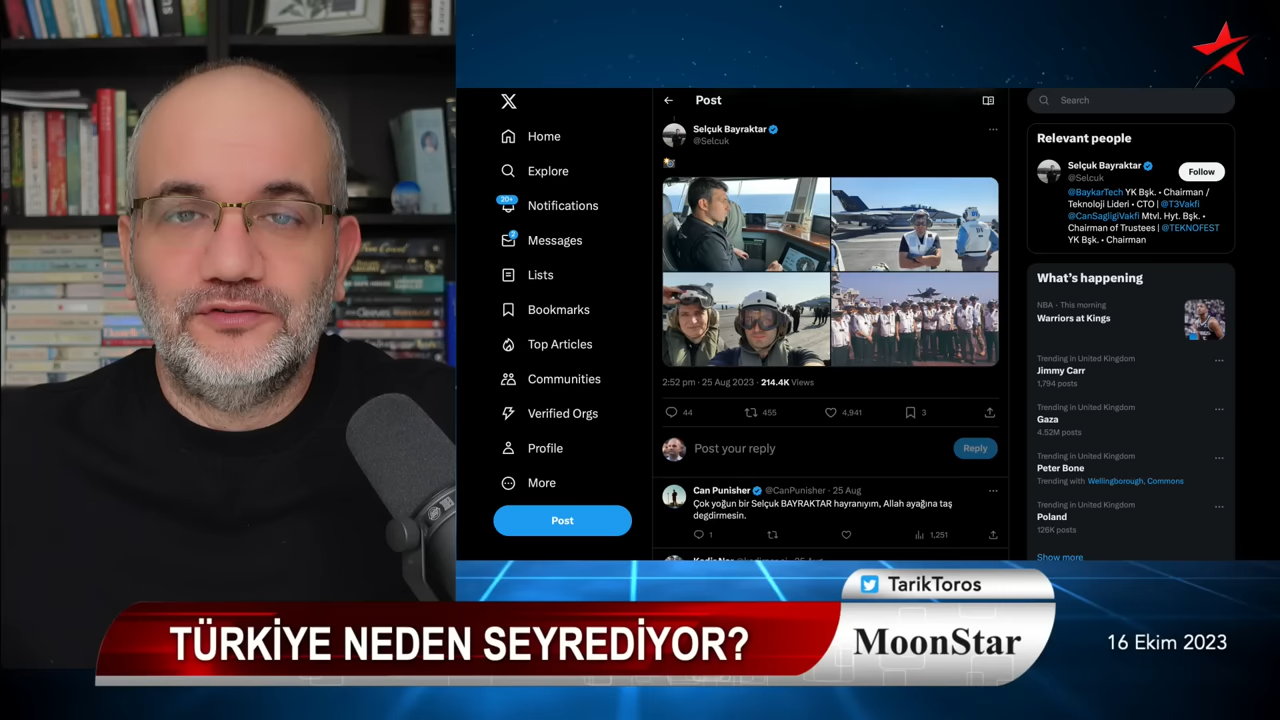 Home
Explore
20+
Notifications
2
Messages
Lists
Bookmarks
Top Articles
Communities
Verified Orgs
Profile
More
Post
Post
Selçuk Bayraktar
@Selcuk
2:52 pm · 25 Aug 2023 · 214.4K Views
44
455
4,941
3
Post your reply
Reply
Can Punisher @CanPunisher · 25 Aug
Çok yoğun bir Selçuk BAYRAKTAR hayranıyım, Allah ayağına taş
degdirmesin.
1
1,251
Search
Relevant people
Selçuk Bayraktar
@Selcuk
Follow
@BaykarTech YK Bşk. • Chairman /
Teknoloji Lideri • CTO | @T3Vakfi
@CanSagligiVakfi Mtvl. Hyt. Bşk. •
Chairman of Trustees | @TEKNOFEST
YK Bşk. • Chairman
What's happening
NBA · This morning
Warriors at Kings
Trending in United Kingdom
Jimmy Carr
1,794 posts
Trending in United Kingdom
Gaza
4.52M posts
Trending in United Kingdom
Peter Bone
Trending with Wellingborough, Commons
Trending in United Kingdom
Poland
126K posts
Show more
TarikToros
TÜRKİYE NEDEN SEYREDİYOR?
MoonStar
16 Ekim 2023